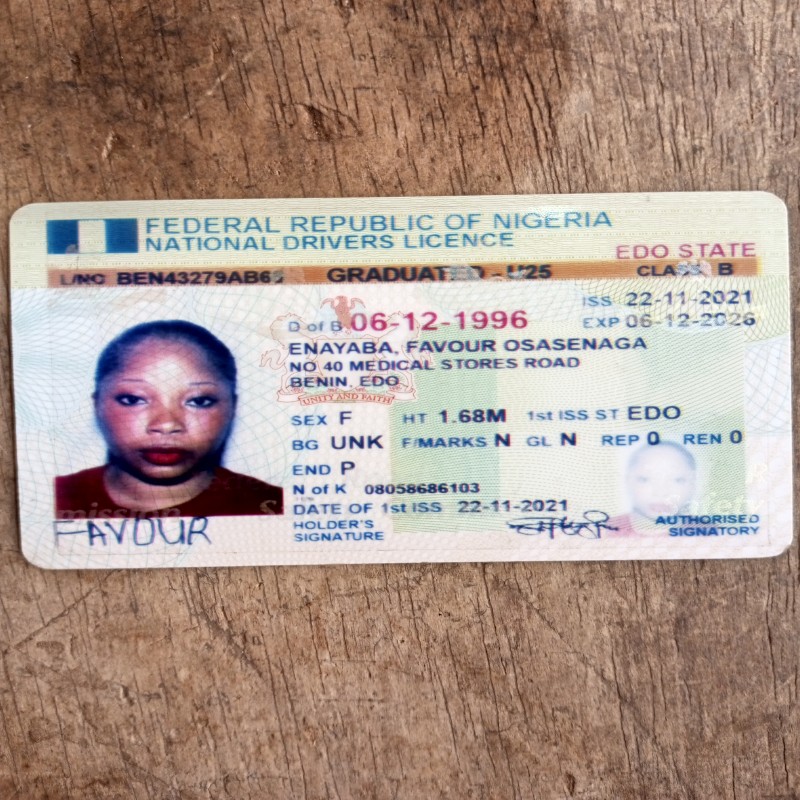 FEDERAL REPUBLIC OF NIGERIA
NATIONAL DRIVERS LICENCE
EDO STATE
L/NO GRADUATED - U25 CLASS B
ISS 22-11-2021
D of B 06-12-1996 EXP 06-12-2026
ENAYABA, FAVOUR OSASENAGA
NO 40 MEDICAL STORES ROAD
BENIN, EDO
UNITY AND FAITH
SEX F HT 1.68M 1st ISS ST EDO
BG UNK F/MARKS N GL N REP 0 REN 0
END P
N of K 08058686103
DATE OF 1st ISS 22-11-2021
HOLDER'S
SIGNATURE
AUTHORISED
SIGNATORY
FAVOUR
mission
Safety